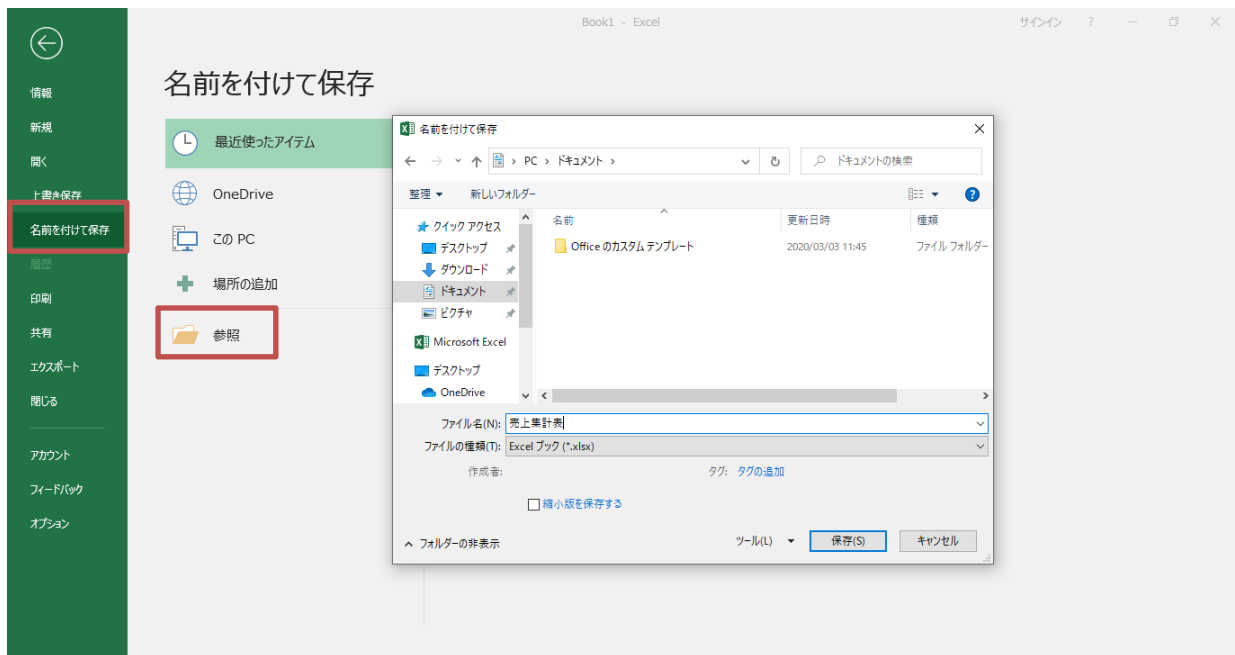 Book1 - Excel
サインイン ?
情報
新規
開く
上書き保存
名前を付けて保存
履歴
印刷
共有
エクスポート
閉じる
アカウント
フィードバック
オプション
名前を付けて保存
最近使ったアイテム
OneDrive
この PC
場所の追加
参照
名前を付けて保存
PC › ドキュメント ›
ドキュメントの検索
整理 新しいフォルダー
クイック アクセス
デスクトップ
ダウンロード
ドキュメント
ピクチャ
Microsoft Excel
デスクトップ
OneDrive
名前 更新日時 種類
Office のカスタム テンプレート 2020/03/03 11:45 ファイル フォルダー
ファイル名(N): 売上集計表
ファイルの種類(T): Excel ブック (*.xlsx)
作成者: タグ: タグの追加
縮小版を保存する
フォルダーの非表示 ツール(L) 保存(S) キャンセル